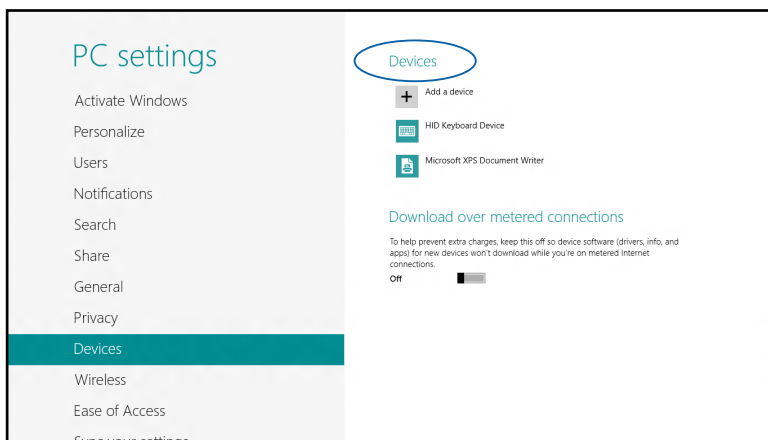 PC settings
Activate Windows
Personalize
Users
Notifications
Search
Share
General
Privacy
Devices
Wireless
Ease of Access
Sync your settings
Devices
Add a device
HID Keyboard Device
Microsoft XPS Document Writer
Download over metered connections
To help prevent extra charges, keep this off so device software (drivers, info, and
apps) for new devices won't download while you're on metered Internet
connections.
Off